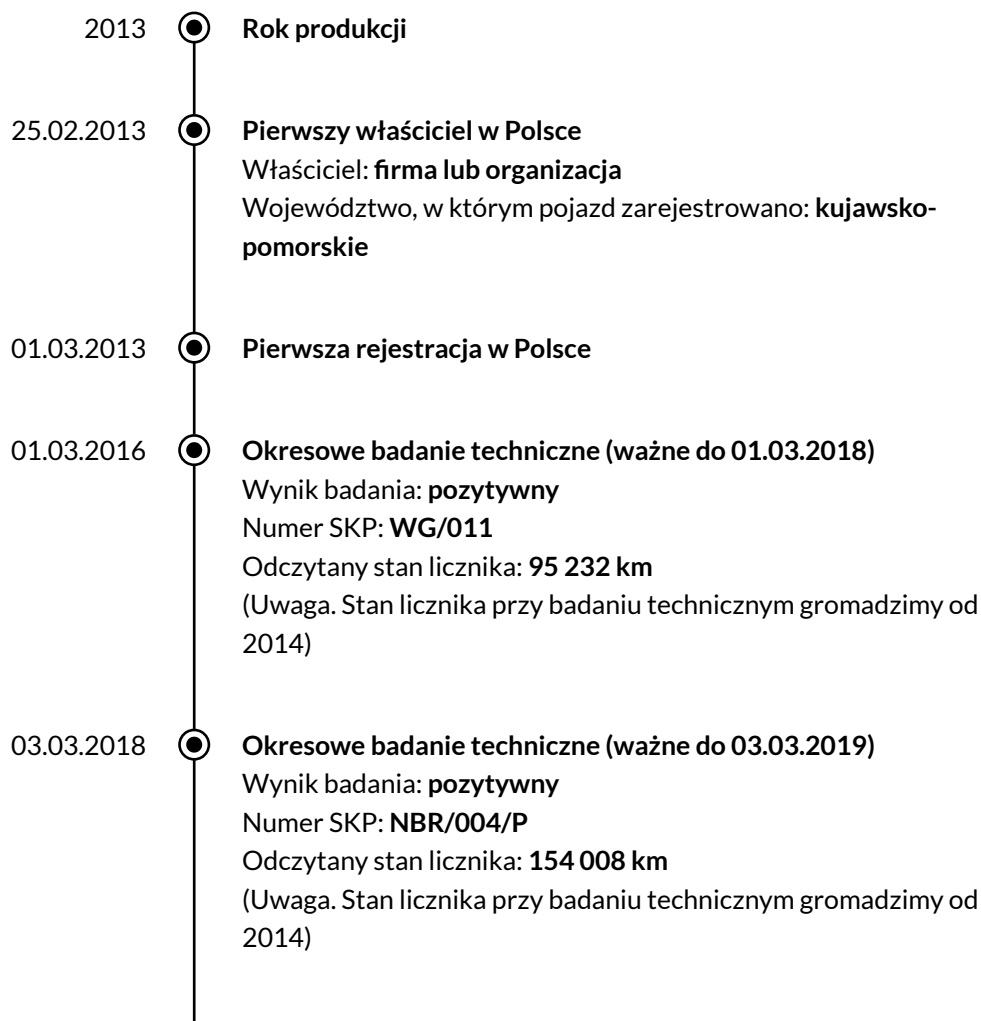 2013 Rok produkcji
25.02.2013 Pierwszy właściciel w Polsce
Właściciel: firma lub organizacja
Województwo, w którym pojazd zarejestrowano: kujawsko-
pomorskie
01.03.2013 Pierwsza rejestracja w Polsce
01.03.2016 Okresowe badanie techniczne (ważne do 01.03.2018)
Wynik badania: pozytywny
Numer SKP: WG/011
Odczytany stan licznika: 95 232 km
(Uwaga. Stan licznika przy badaniu technicznym gromadzimy od
2014)
03.03.2018 Okresowe badanie techniczne (ważne do 03.03.2019)
Wynik badania: pozytywny
Numer SKP: NBR/004/P
Odczytany stan licznika: 154 008 km
(Uwaga. Stan licznika przy badaniu technicznym gromadzimy od
2014)